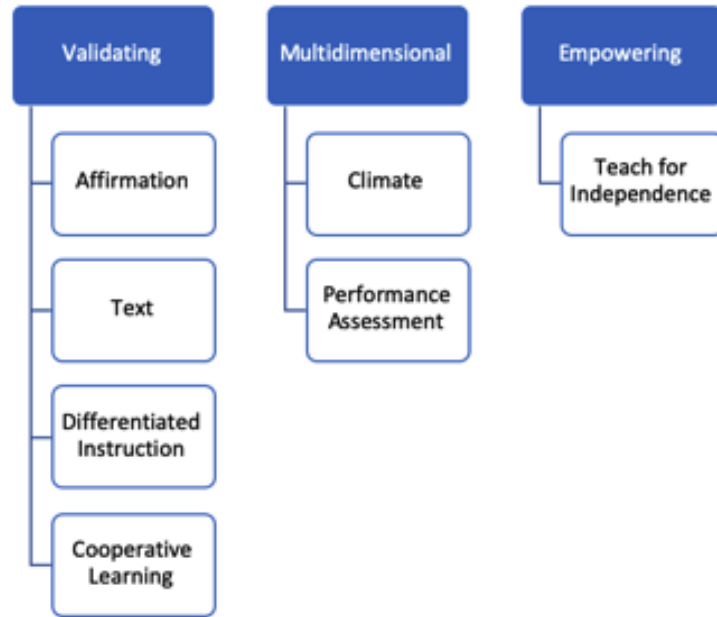 Validating
Affirmation
Text
Differentiated
Instruction
Cooperative
Learning
Multidimensional
Climate
Performance
Assessment
Empowering
Teach for
Independence